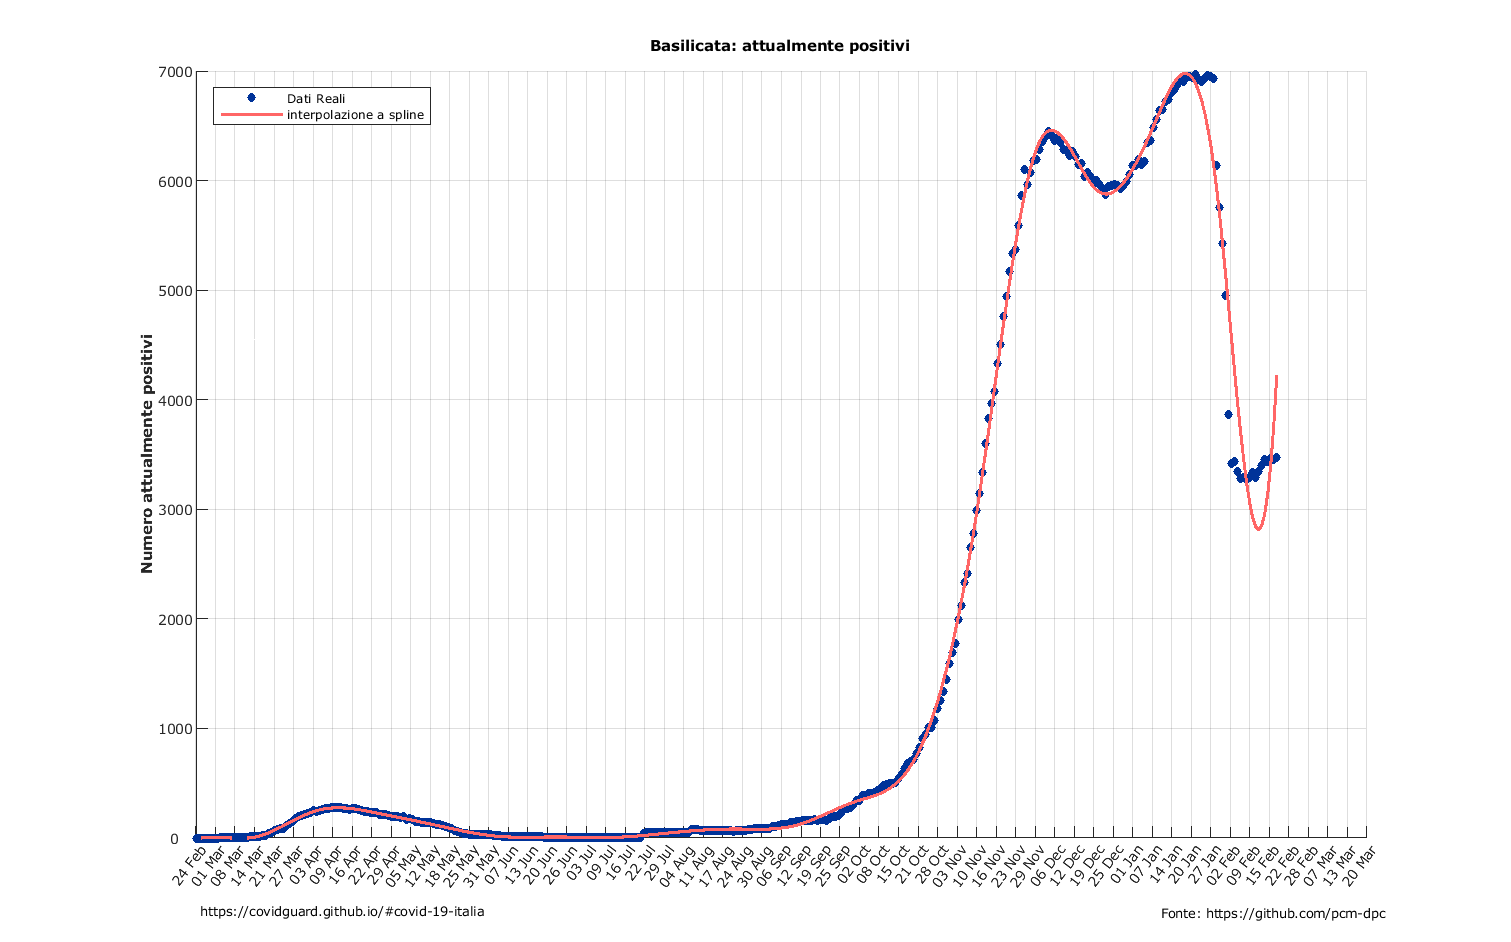 Basilicata: attualmente positivi
Dati Reali
interpolazione a spline
Numero attualmente positivi
7000
6000
5000
4000
3000
2000
1000
0
24 Feb
01 Mar
08 Mar
14 Mar
21 Mar
27 Mar
03 Apr
09 Apr
16 Apr
22 Apr
29 Apr
05 May
12 May
18 May
25 May
31 May
07 Jun
13 Jun
20 Jun
26 Jun
03 Jul
09 Jul
16 Jul
22 Jul
29 Jul
04 Aug
11 Aug
17 Aug
24 Aug
30 Aug
06 Sep
12 Sep
19 Sep
25 Sep
02 Oct
08 Oct
15 Oct
21 Oct
28 Oct
03 Nov
10 Nov
16 Nov
23 Nov
29 Dec
06 Dec
12 Dec
19 Dec
25 Dec
01 Jan
07 Jan
14 Jan
20 Jan
27 Jan
02 Feb
09 Feb
15 Feb
22 Feb
28 Feb
07 Mar
13 Mar
20 Mar
https://covidguard.github.io/#covid-19-italia
Fonte: https://github.com/pcm-dpc